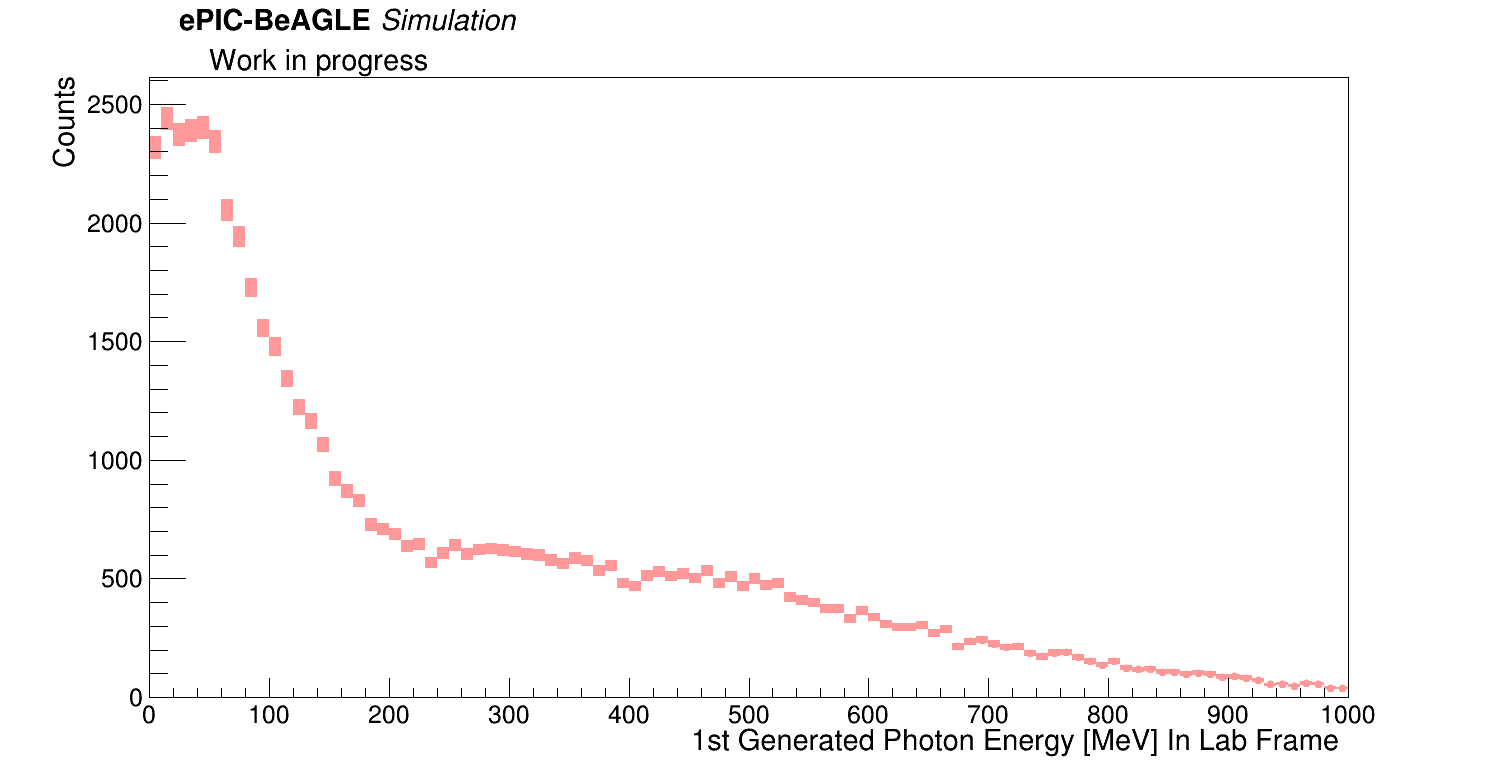 ePIC-BeAGLE Simulation
Work in progress
Counts
2500
2000
1500
1000
500
0
0 100 200 300 400 500 600 700 800 900 1000
1st Generated Photon Energy [MeV] In Lab Frame